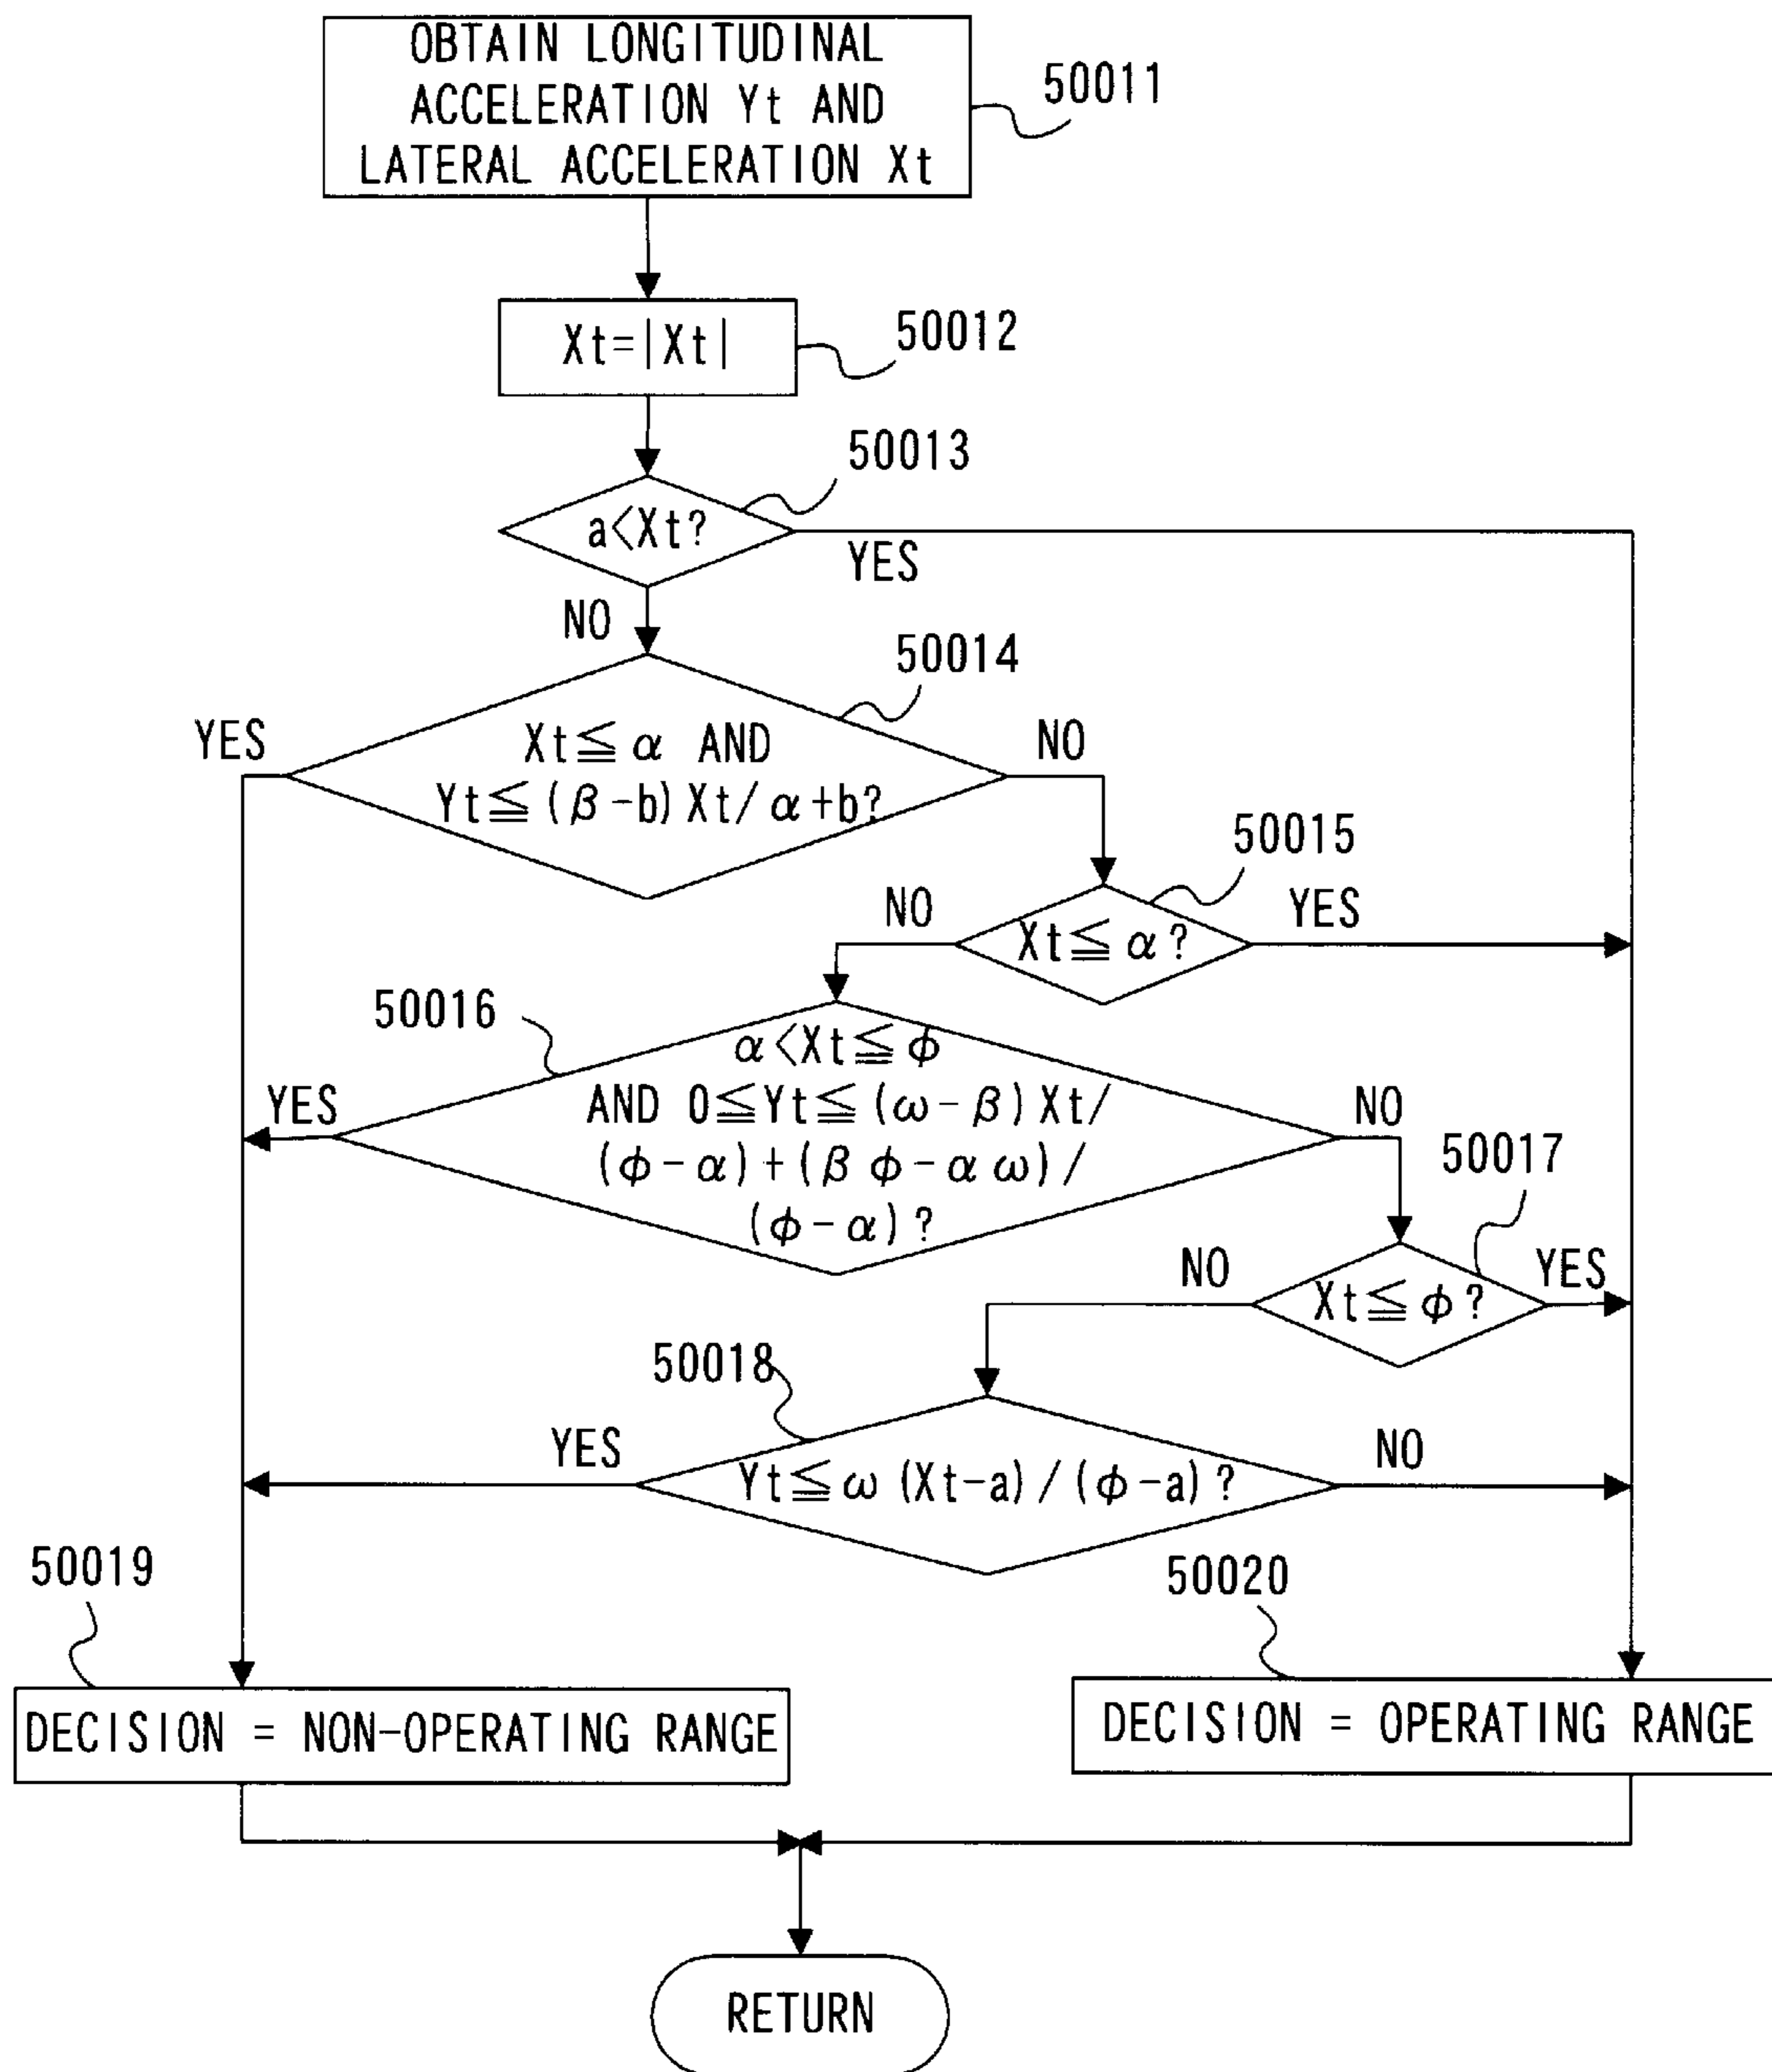 OBTAIN LONGITUDINAL
ACCELERATION Yt AND
LATERAL ACCELERATION Xt
50011
Xt=|Xt|
50012
50013
a<Xt?
YES
NO
50014
YES
Xt≦α AND
NO
Yt≦(β-b)Xt/α+b?
50015
NO
YES
Xt≦α?
50016
α<Xt≦φ
YES
AND 0≦Yt≦(ω-β)Xt/
NO
(φ-α)+(βφ-αω)/
50017
(φ-α)?
NO
YES
Xt≦φ?
50018
YES
NO
Yt≦ω(Xt-a)/(φ-a)?
50019
50020
DECISION = NON-OPERATING RANGE
DECISION = OPERATING RANGE
RETURN